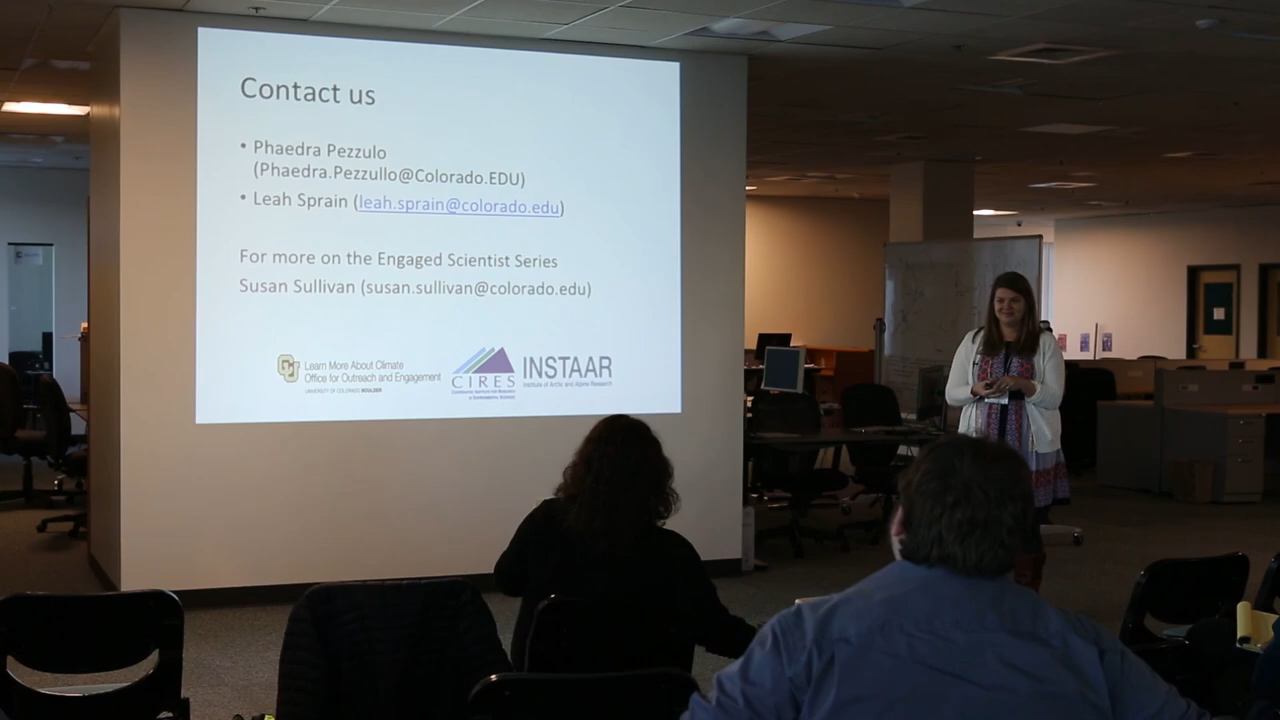 Contact us
• Phaedra Pezzulo
(Phaedra.Pezzullo@Colorado.EDU)
• Leah Sprain (leah.sprain@colorado.edu)
For more on the Engaged Scientist Series
Susan Sullivan (susan.sullivan@colorado.edu)
CU
Learn More About Climate
Office for Outreach and Engagement
UNIVERSITY OF COLORADO BOULDER
CIRES
INSTAAR
Institute of Arctic and Alpine Research